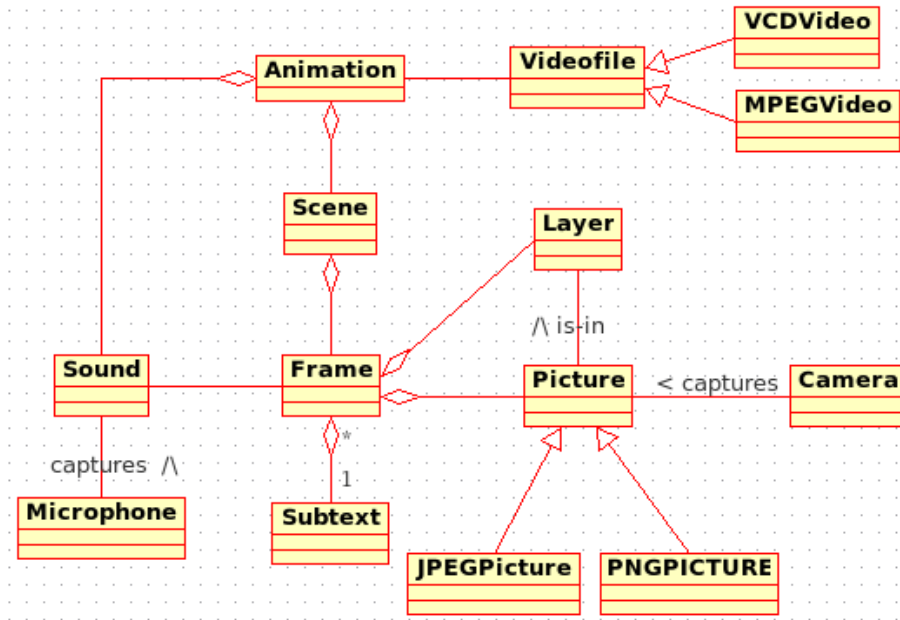 VCDVideo
Animation
Videofile
MPEGVideo
Scene
Layer
/\ is-in
Sound
Frame
Picture
< captures
Camera
*
captures /\
1
Microphone
Subtext
JPEGPicture
PNGPICTURE